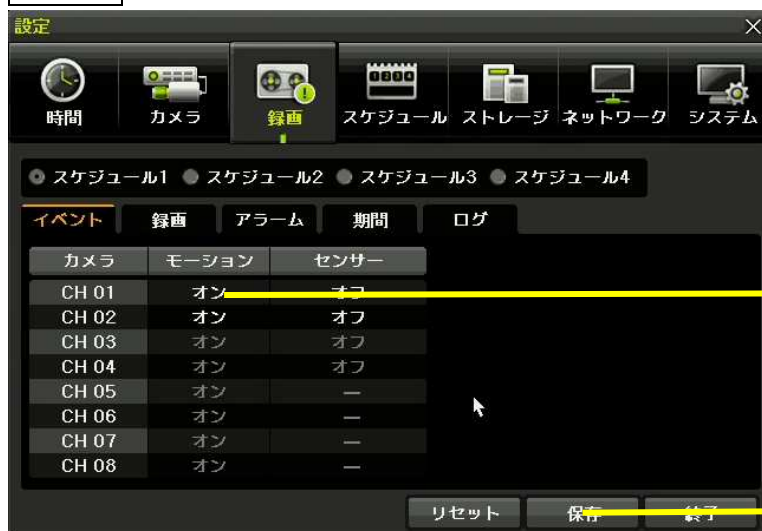 設定
時間 カメラ 録画 スケジュール ストレージ ネットワーク システム
スケジュール1 スケジュール2 スケジュール3 スケジュール4
イベント 録画 アラーム 期間 ログ
カメラ モーション センサー
CH 01 オン オフ
CH 02 オン オフ
CH 03 オン オフ
CH 04 オン オフ
CH 05 オン —
CH 06 オン —
CH 07 オン —
CH 08 オン —
リセット 保存 終了